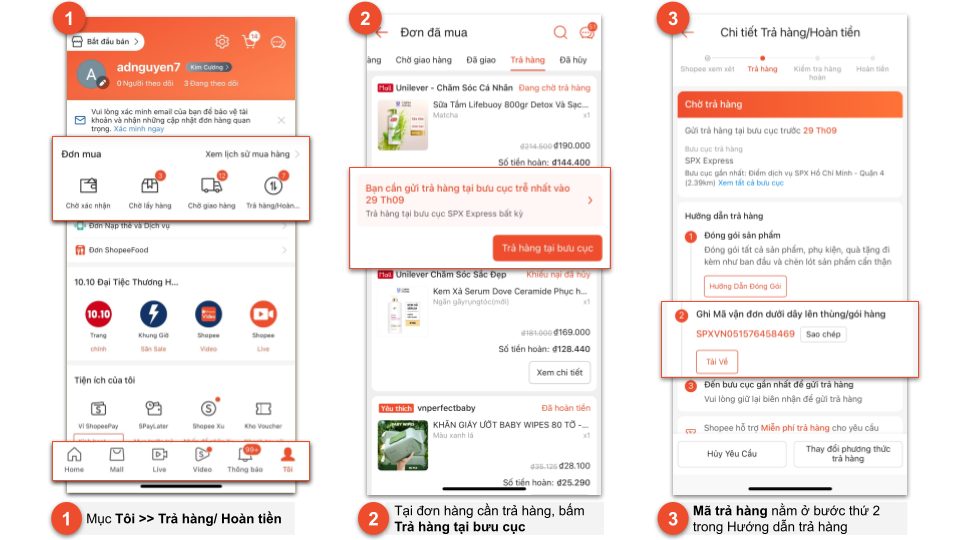 1
Bắt đầu bán >
14
A
adnguyen7
Kim Cương >
0 Người theo dõi 3 Đang theo dõi
Vui lòng xác minh email của bạn để bảo vệ tài
khoản và nhận những cập nhật đơn hàng quan
trọng. Xác minh ngay
Đơn mua
Xem lịch sử mua hàng >
3
12
7
Chờ xác nhận
Chờ lấy hàng
Chờ giao hàng
Trả hàng/Hoàn...
Đơn Nạp thẻ và Dịch vụ
Đơn ShopeeFood
10.10 Đại Tiệc Thương H...
10.10
Trang
chính
Khung Giờ
Săn Sale
Shopee
Video
Shopee
Live
Tiện ích của tôi
Ví ShopeePay
SPayLater
Shopee Xu
Kho Voucher
99+
Home
Mall
Live
Video
Thông báo
Tôi
1
Mục Tôi >> Trả hàng/ Hoàn tiền
2
Đơn đã mua
àng
Chờ giao hàng
Đã giao
Trả hàng
Đã hủy
Mall Unilever - Chăm Sóc Cá Nhân
Đang chờ trả hàng
Sữa Tắm Lifebuoy 800gr Detox Và Sạc...
Matcha
x1
đ214.500 đ190.000
Số tiền hoàn: đ144.400
Bạn cần gửi trả hàng tại bưu cục trễ nhất vào
29 Th09
Trả hàng tại bưu cục SPX Express bất kỳ
Trả hàng tại bưu cục
Mall Unilever Chăm Sóc Sắc Đẹp
Khiếu nại đã hủy
Kem Xả Serum Dove Ceramide Phục h...
Ngăn gãyrụngtóc(mới)
x1
đ181.000 đ169.000
Số tiền hoàn: đ128.440
Xem chi tiết
Yêu thích vnperfectbaby
Đã hoàn tiền
BABY WIPES
KHĂN GIẤY ƯỚT BABY WIPES 80 TỜ -...
Màu xanh lá
x1
đ35.125 đ28.100
Số tiền hoàn: đ25.290
2
Tại đơn hàng cần trả hàng, bấm
Trả hàng tại bưu cục
3
Chi tiết Trả hàng/Hoàn tiền
Shopee xem xét
Trả hàng
Kiểm tra hàng
hoàn
Hoàn tiền
Chờ trả hàng
Gửi trả hàng tại bưu cục trước 29 Th09
Bưu cục trả hàng
SPX Express
Bưu cục gần nhất: Điểm dịch vụ SPX Hồ Chí Minh - Quận 4
(2.39km) Xem tất cả bưu cục
Hướng dẫn trả hàng
1
Đóng gói sản phẩm
Đóng gói tất cả sản phẩm, phụ kiện, quà tặng đi
kèm như ban đầu và chèn lót sản phẩm cẩn thận
Hướng Dẫn Đóng Gói
2
Ghi Mã vận đơn dưới đây lên thùng/gói hàng
SPXVN051576458469
Sao chép
Tải Về
3
Đến bưu cục gần nhất để gửi trả hàng
Vui lòng giữ lại biên nhận để gửi trả hàng
Shopee hỗ trợ Miễn phí trả hàng cho yêu cầu
Hủy Yêu Cầu
Thay đổi phương thức
trả hàng
3
Mã trả hàng nằm ở bước thứ 2
trong Hướng dẫn trả hàng